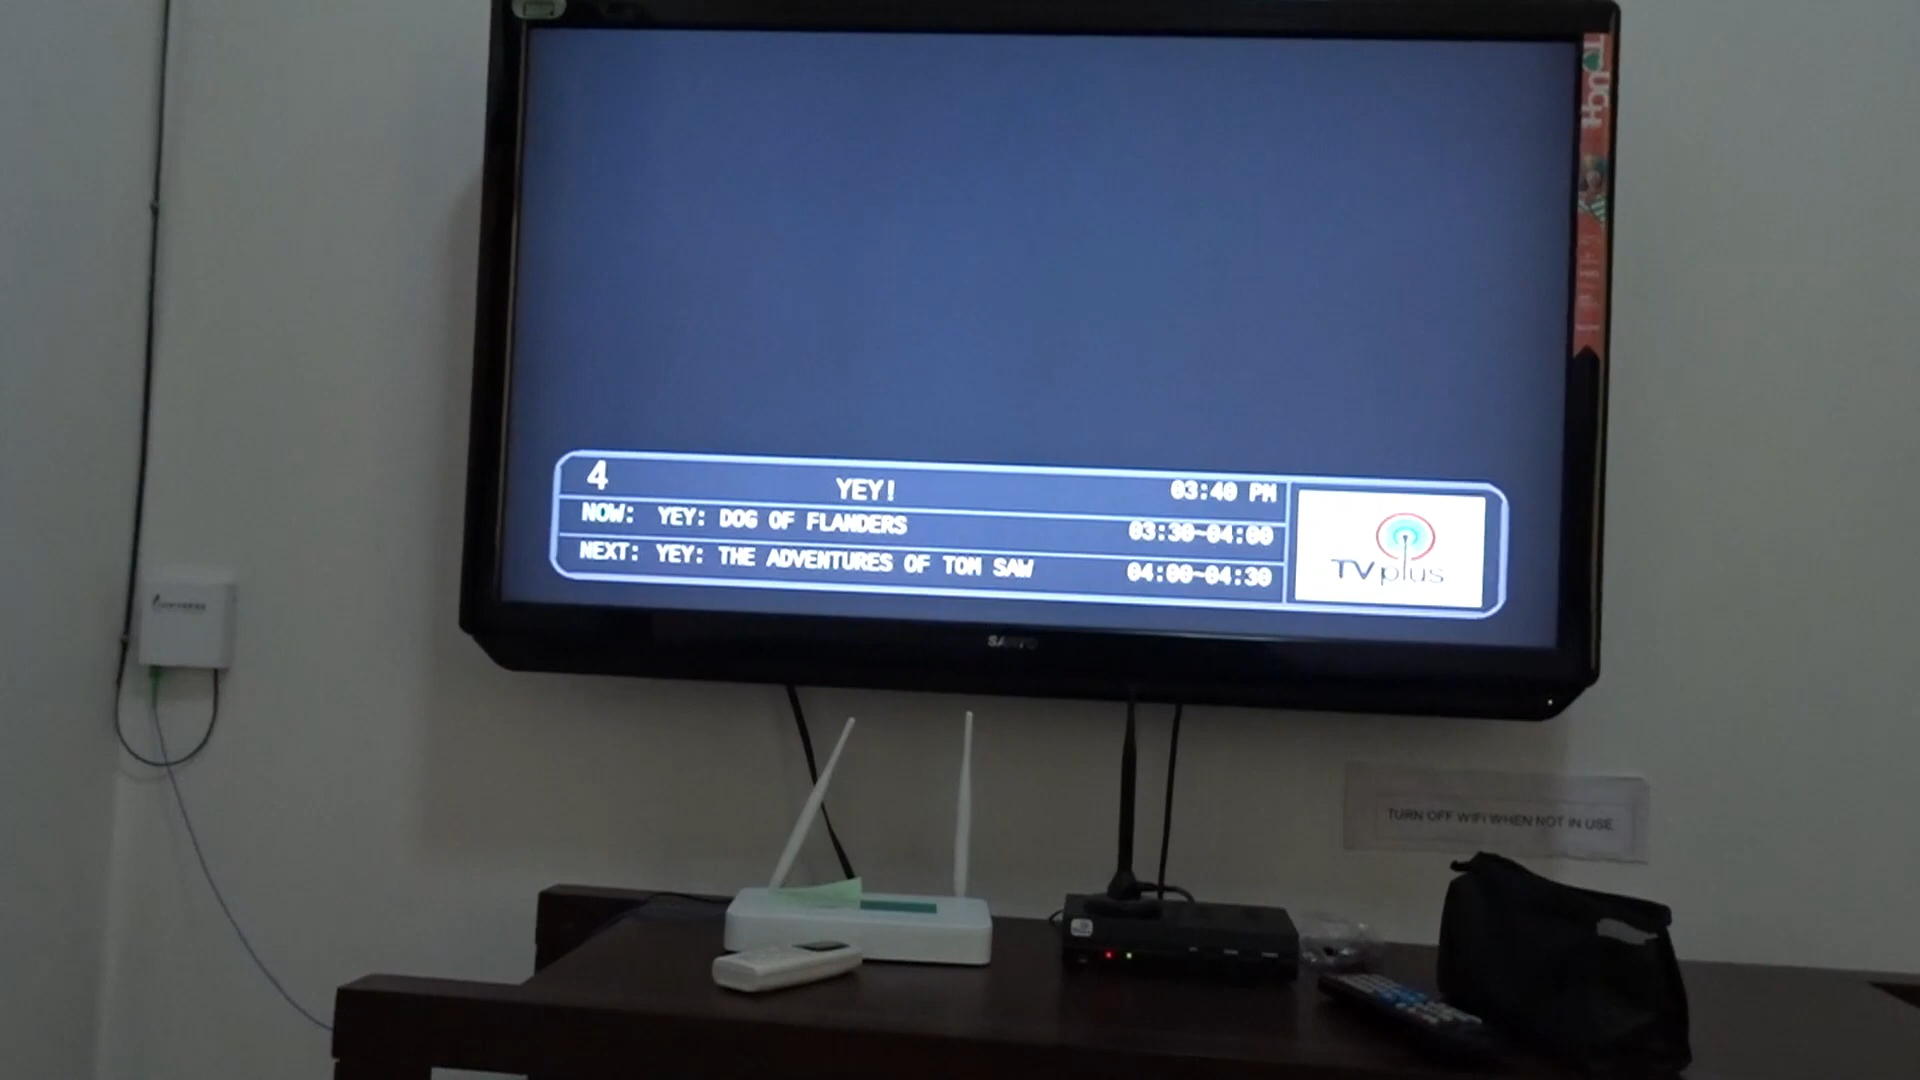 4
YEY!
03:40 PM
NOW: YEY: DOG OF FLANDERS
03:30~04:00
NEXT: YEY: THE ADVENTURES OF TOM SAW
04:00~04:30
TVplus
SANYO
TURN OFF WIFI WHEN NOT IN USE